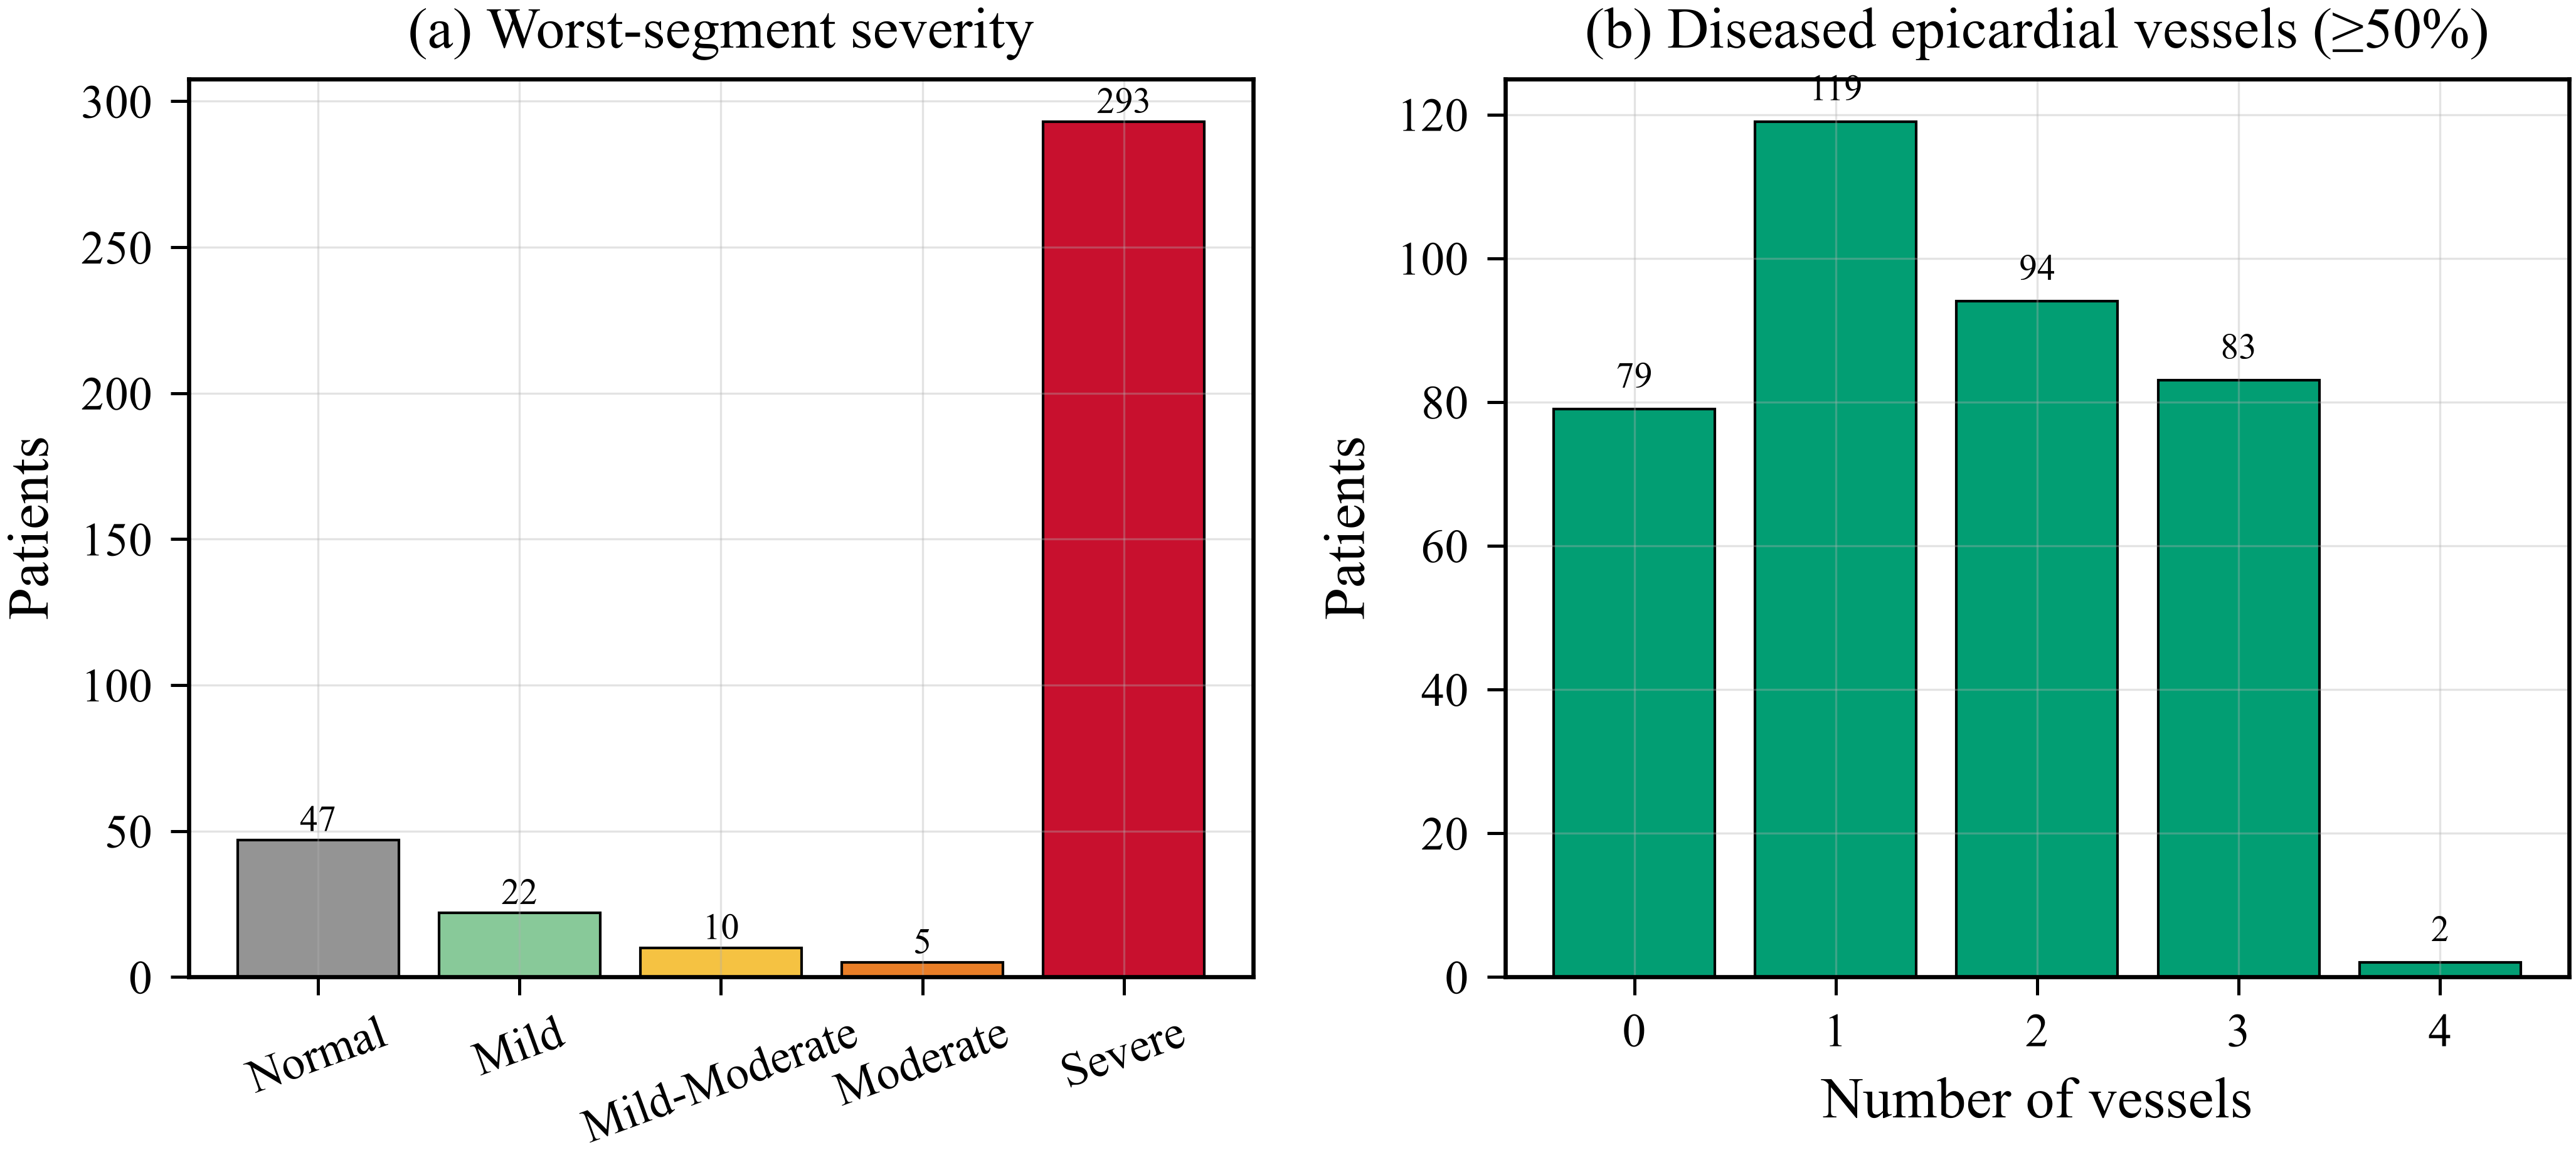 (a) Worst-segment severity
Patients
300
250
200
150
100
50
0
47
22
10
5
293
Normal
Mild
Mild-Moderate
Moderate
Severe
(b) Diseased epicardial vessels (≥50%)
Patients
120
100
80
60
40
20
0
79
119
94
83
2
0
1
2
3
4
Number of vessels